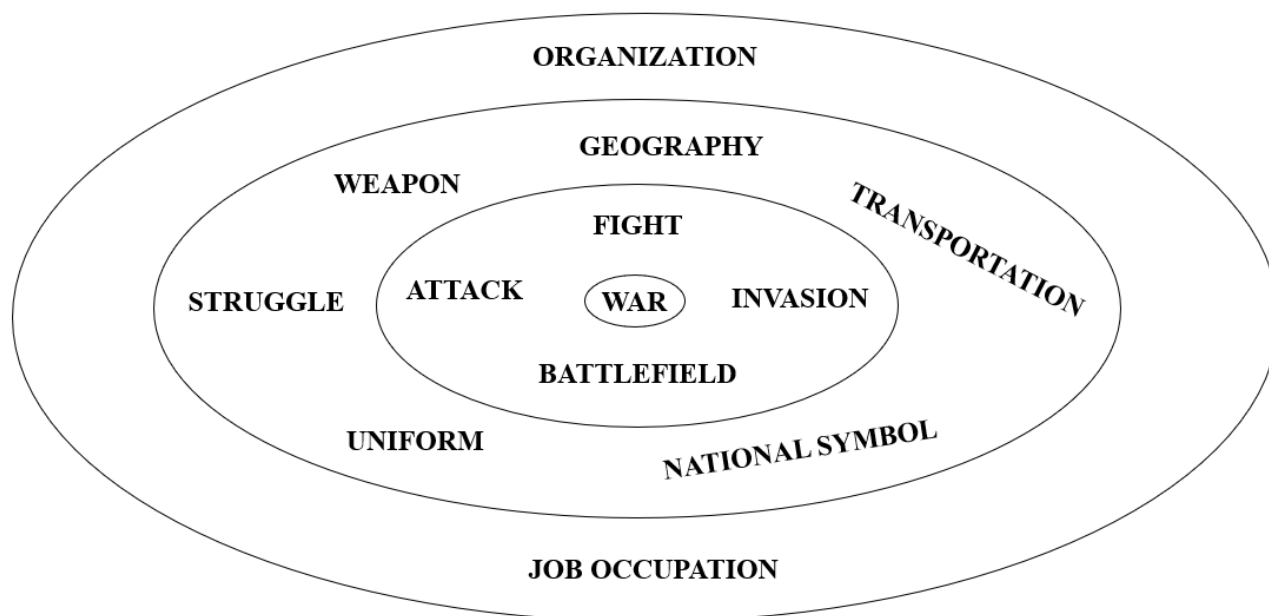 ORGANIZATION
GEOGRAPHY
WEAPON
TRANSPORTATION
FIGHT
ATTACK
WAR
INVASION
STRUGGLE
BATTLEFIELD
UNIFORM
NATIONAL SYMBOL
JOB OCCUPATION